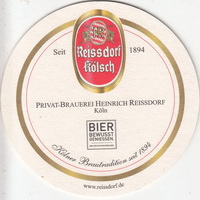 Seit 1894
Reissdorf
Kölsch
PRIVAT-BRAUEREI HEINRICH REISSDORF
Köln
BIER
BEWUSST
GENIESSEN.
Kölner Brautradition seit 1894
www.reissdorf.de